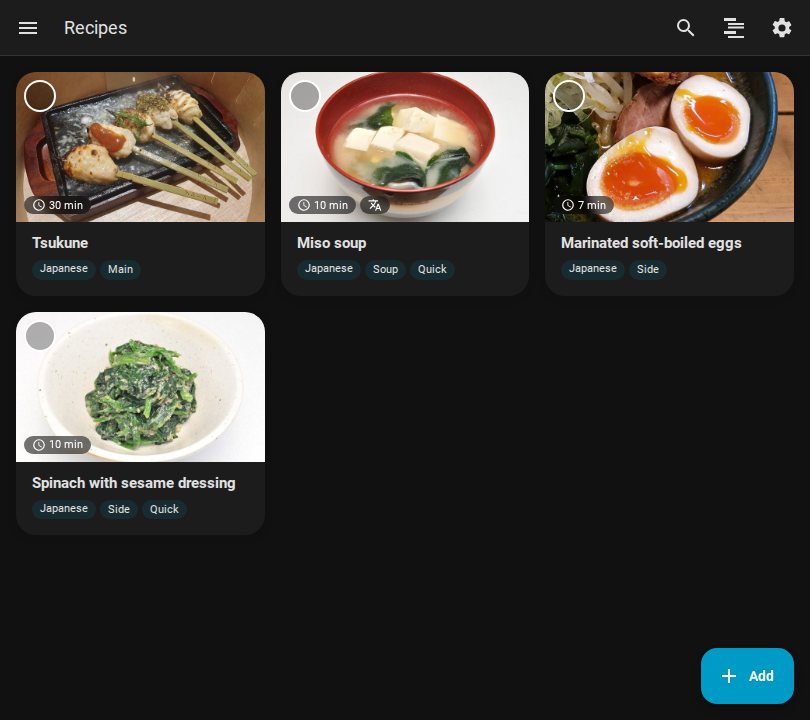 Recipes
30 min
Tsukune
Japanese Main
10 min
Miso soup
Japanese Soup Quick
7 min
Marinated soft-boiled eggs
Japanese Side
10 min
Spinach with sesame dressing
Japanese Side Quick
Add